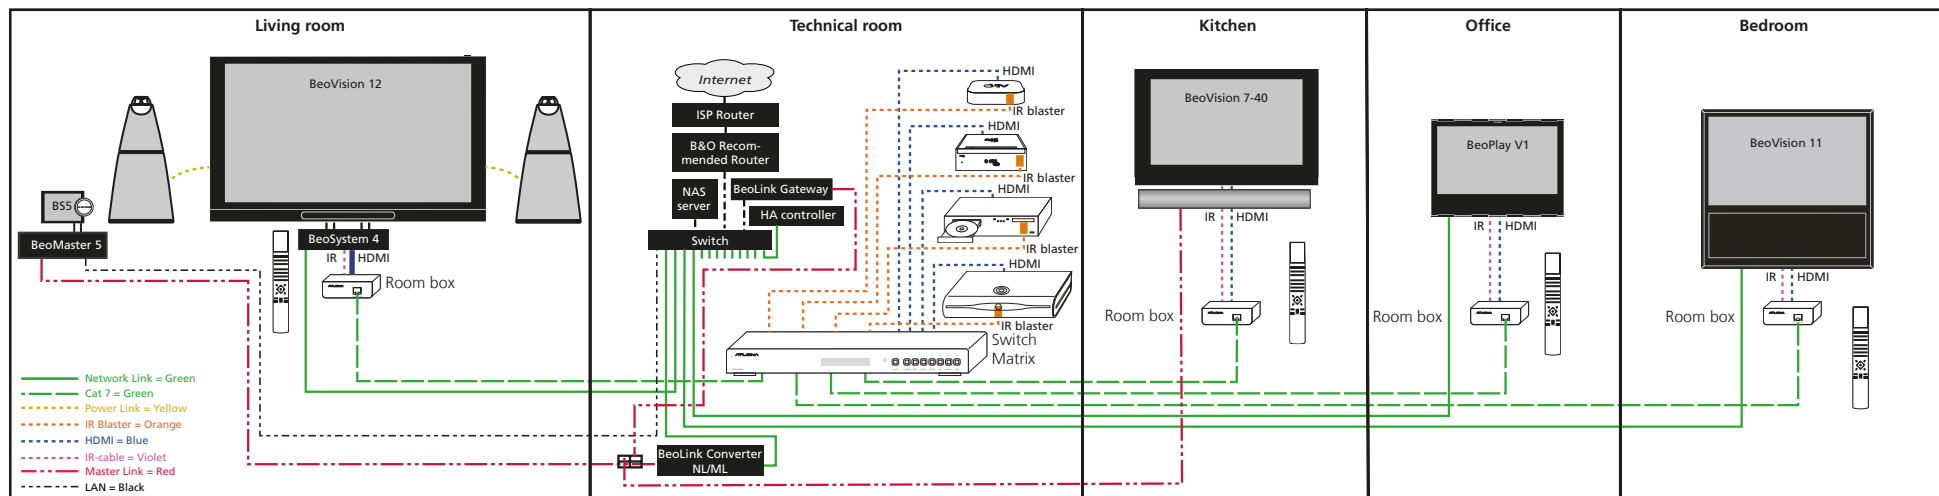 Living room
Technical room
Kitchen
Office
Bedroom
BeoVision 12
BS5
BeoMaster 5
BeoSystem 4
IR
HDMI
Room box
Network Link = Green
Cat 7 = Green
Power Link = Yellow
IR Blaster = Orange
HDMI = Blue
IR-cable = Violet
Master Link = Red
LAN = Black
Internet
ISP Router
B&O Recom-
mended Router
NAS
server
BeoLink Gateway
HA controller
Switch
HDMI
IR blaster
HDMI
IR blaster
HDMI
IR blaster
HDMI
IR blaster
Switch
Matrix
BeoLink Converter
NL/ML
BeoVision 7-40
IR
HDMI
Room box
BeoPlay V1
IR
HDMI
Room box
BeoVision 11
IR
HDMI
Room box